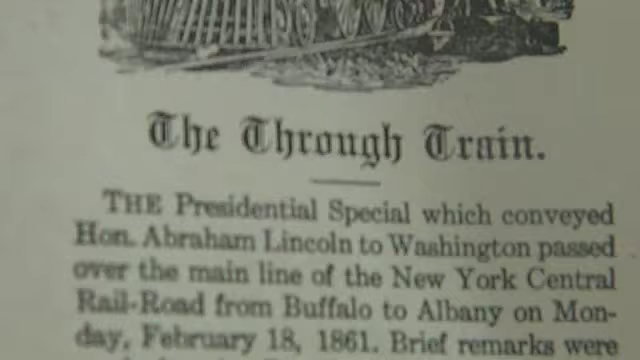 The Through Train.
THE Presidential Special which conveyed
Hon. Abraham Lincoln to Washington passed
over the main line of the New York Central
Rail-Road from Buffalo to Albany on Mon-
day, February 18, 1861. Brief remarks were